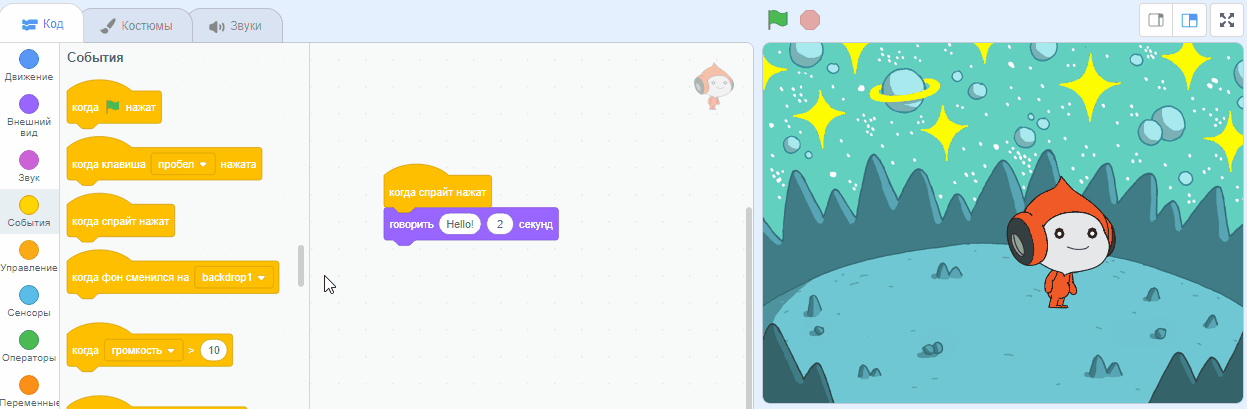 Код
Костюмы
Звуки
Движение
Внешний
вид
Звук
События
Управление
Сенсоры
Операторы
Переменные
События
когда нажат
когда клавиша пробел нажата
когда спрайт нажат
когда фон сменился на backdrop1
когда громкость > 10
когда спрайт нажат
говорить Hello! 2 секунд